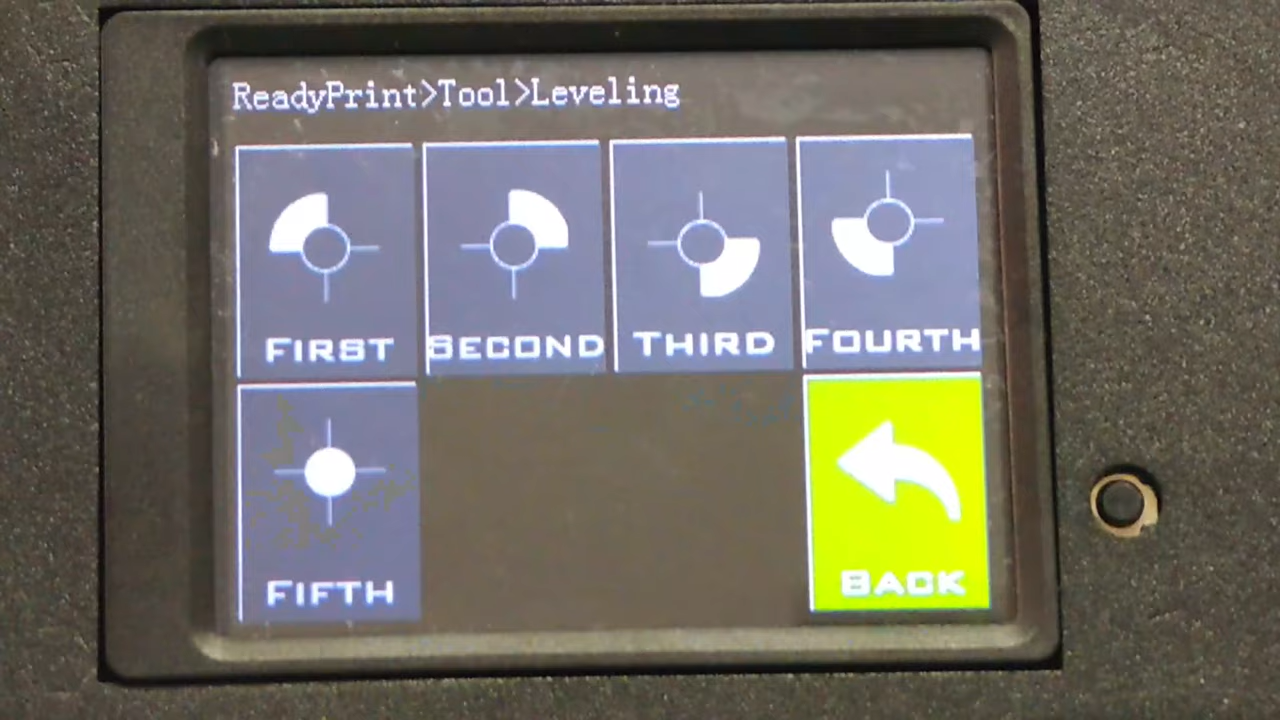 ReadyPrint>Tool>Leveling
FIRST
SECOND
THIRD
FOURTH
FIFTH
BACK